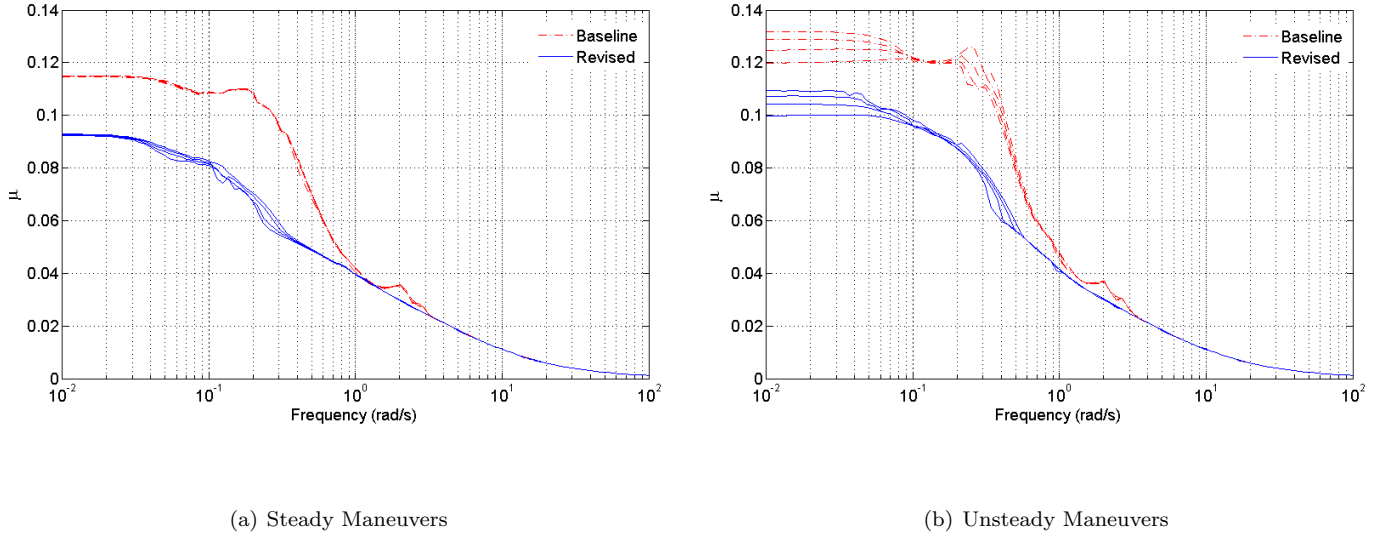 0.14
0.12
0.1
0.08
0.06
0.04
0.02
0
μ
10^-2
10^-1
10^0
10^1
10^2
Frequency (rad/s)
Baseline
Revised
(a) Steady Maneuvers
0.14
0.12
0.1
0.08
0.06
0.04
0.02
0
μ
10^-2
10^-1
10^0
10^1
10^2
Frequency (rad/s)
Baseline
Revised
(b) Unsteady Maneuvers